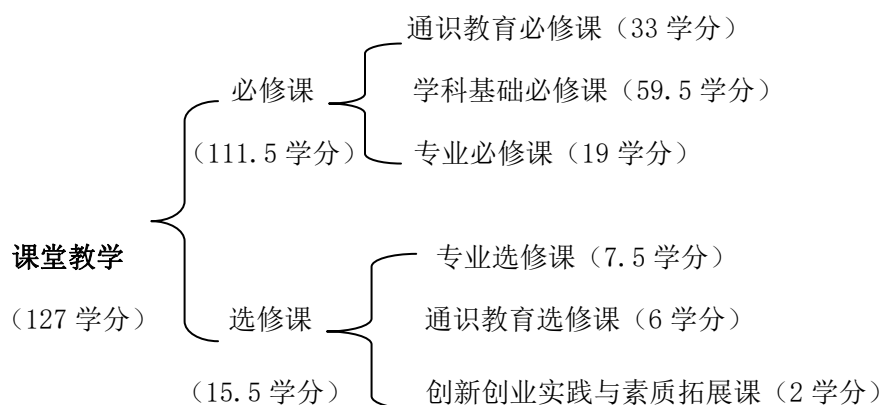 通识教育必修课（33 学分）
必修课
学科基础必修课（59.5 学分）
（111.5 学分）
专业必修课（19 学分）
课堂教学
专业选修课（7.5 学分）
（127 学分）
选修课
通识教育选修课（6 学分）
（15.5 学分）
创新创业实践与素质拓展课（2 学分）